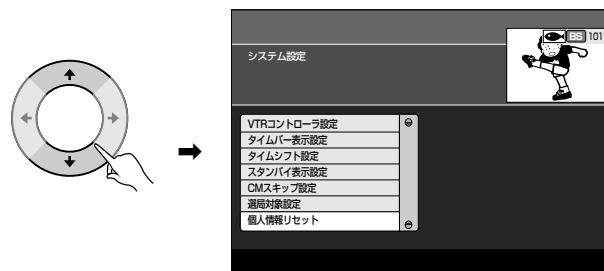 システム設定
BS 101
VTRコントローラ設定
タイムバー表示設定
タイムシフト設定
スタンバイ表示設定
CMスキップ設定
選局対象設定
個人情報リセット